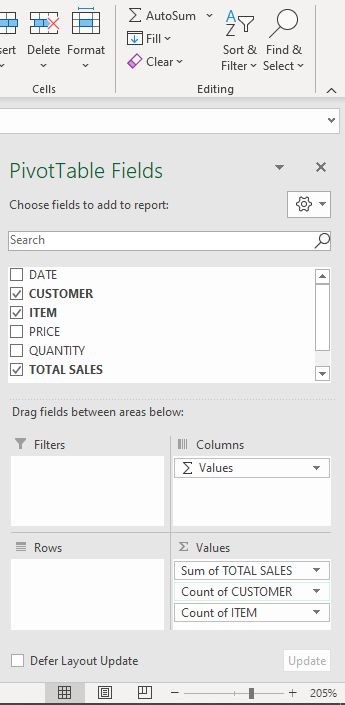 sert Delete Format
Cells
AutoSum
Fill
Clear
Sort & Filter
Find & Select
Editing
PivotTable Fields
Choose fields to add to report:
Search
DATE
CUSTOMER
ITEM
PRICE
QUANTITY
TOTAL SALES
Drag fields between areas below:
Filters
Columns
Values
Rows
Values
Sum of TOTAL SALES
Count of CUSTOMER
Count of ITEM
Defer Layout Update
Update
205%